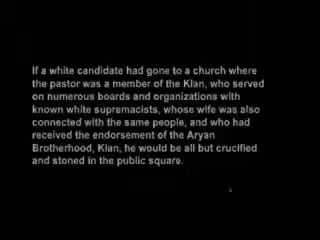 If a white candidate had gone to a church where
the pastor was a member of the Klan, who served
on numerous boards and organizations with
known white supremacists, whose wife was also
connected with the same people, and who had
received the endorsement of the Aryan
Brotherhood, Klan, he would be all but crucified
and stoned in the public square.